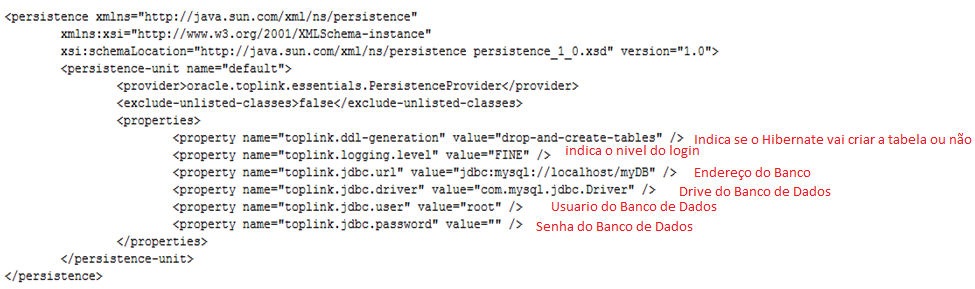 <persistence xmlns="http://java.sun.com/xml/ns/persistence"
xmlns:xsi="http://www.w3.org/2001/XMLSchema-instance"
xsi:schemaLocation="http://java.sun.com/xml/ns/persistence persistence_1_0.xsd" version="1.0">
<persistence-unit name="default">
<provider>oracle.toplink.essentials.PersistenceProvider</provider>
<exclude-unlisted-classes>false</exclude-unlisted-classes>
<properties>
<property name="toplink.ddl-generation" value="drop-and-create-tables" /> Indica se o Hibernate vai criar a tabela ou não
<property name="toplink.logging.level" value="FINE" /> indica o nivel do login
<property name="toplink.jdbc.url" value="jdbc:mysql://localhost/myDB" /> Endereço do Banco
<property name="toplink.jdbc.driver" value="com.mysql.jdbc.Driver" /> Drive do Banco de Dados
<property name="toplink.jdbc.user" value="root" /> Usuario do Banco de Dados
<property name="toplink.jdbc.password" value="" /> Senha do Banco de Dados
</properties>
</persistence-unit>
</persistence>